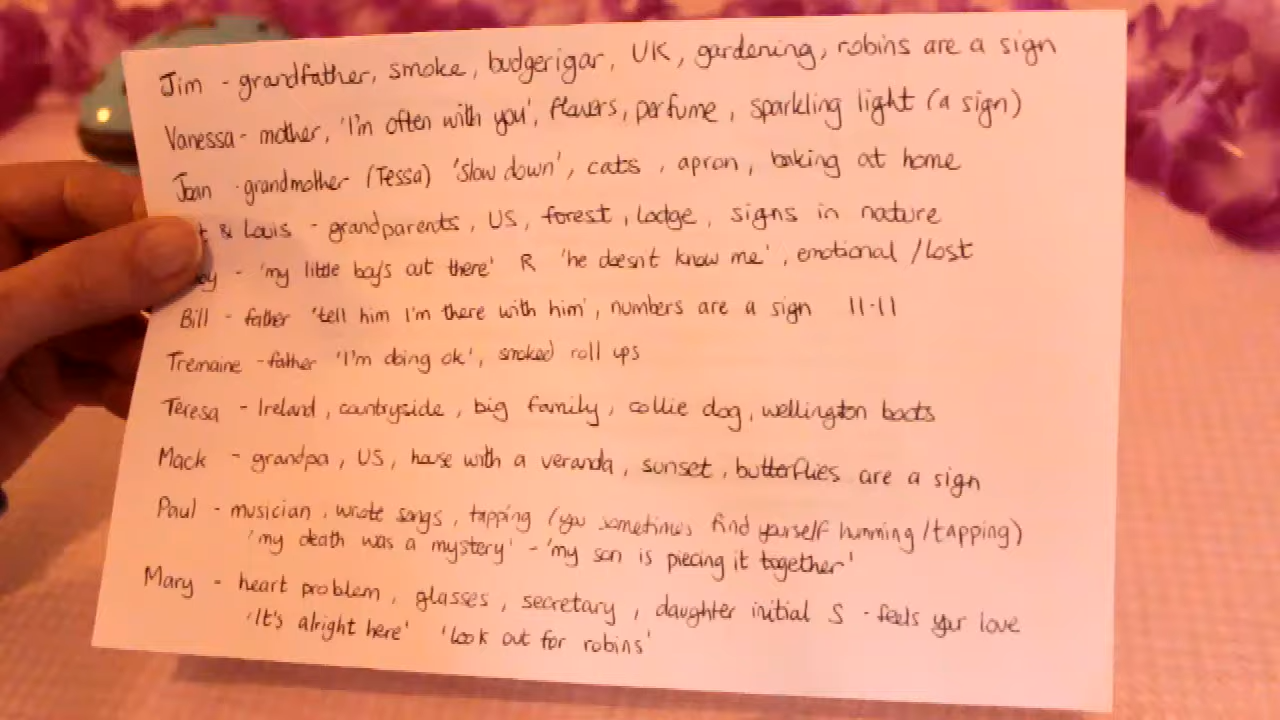 Jim - grandfather, smoke, budgerigar, UK, gardening, robins are a sign
Vanessa - mother, 'I'm often with you', flowers, perfume, sparkling light (a sign)
Joan - grandmother (Tessa) 'slow down', cats, apron, baking at home
& Louis - grandparents, US, forest, lodge, signs in nature
- 'my little boy's out there' R 'he doesn't know me', emotional / lost
Bill - father 'tell him I'm there with him', numbers are a sign 11-11
Tremaine - father 'I'm doing ok', smoked roll ups
Teresa - Ireland, countryside, big family, collie dog, wellington boots
Mack - grandpa, US, house with a veranda, sunset, butterflies are a sign
Paul - musician, wrote songs, tapping (you sometimes find yourself humming/tapping)
'my death was a mystery' - 'my son is piecing it together'
Mary - heart problem, glasses, secretary, daughter initial S - feels your love
'It's alright here' 'look out for robins'